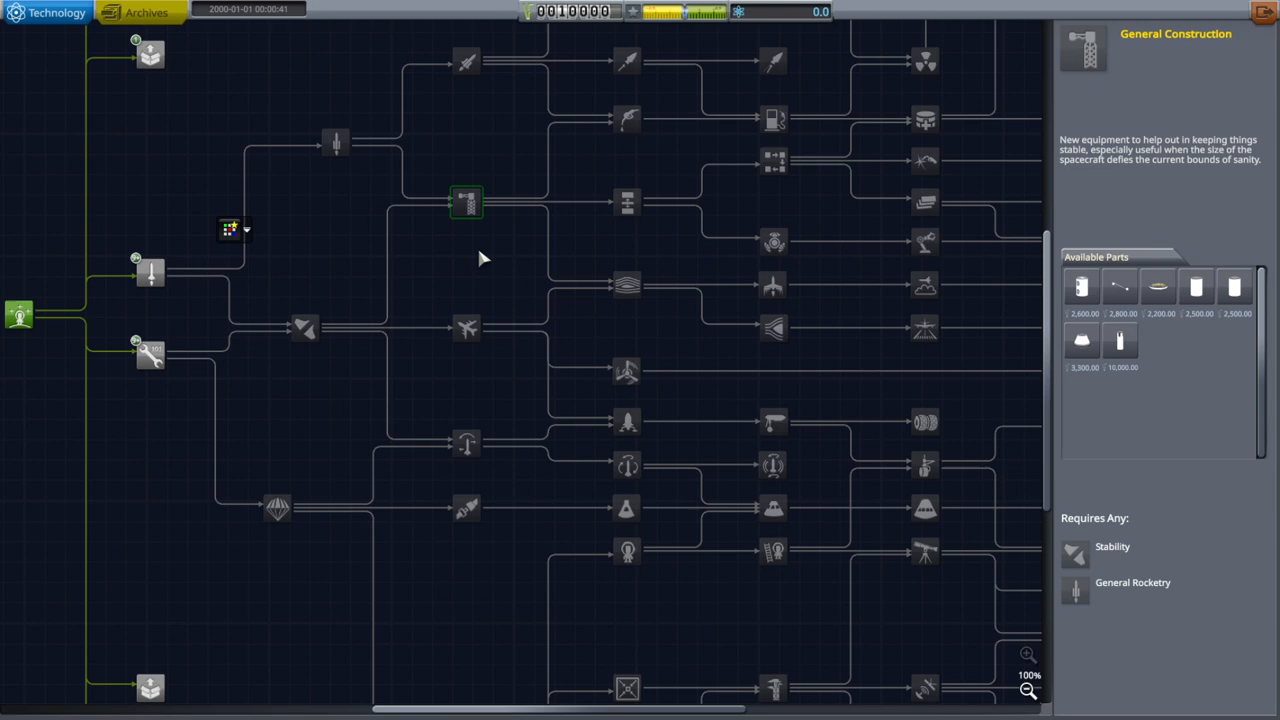 Technology
Archives
2000-01-01 00:00:41
0010000
0.0
General Construction
New equipment to help out in keeping things
stable, especially useful when the size of the
spacecraft defies the current bounds of sanity.
Available Parts
2,600.00
2,800.00
2,200.00
2,500.00
2,500.00
3,300.00
10,000.00
Requires Any:
Stability
General Rocketry
100%